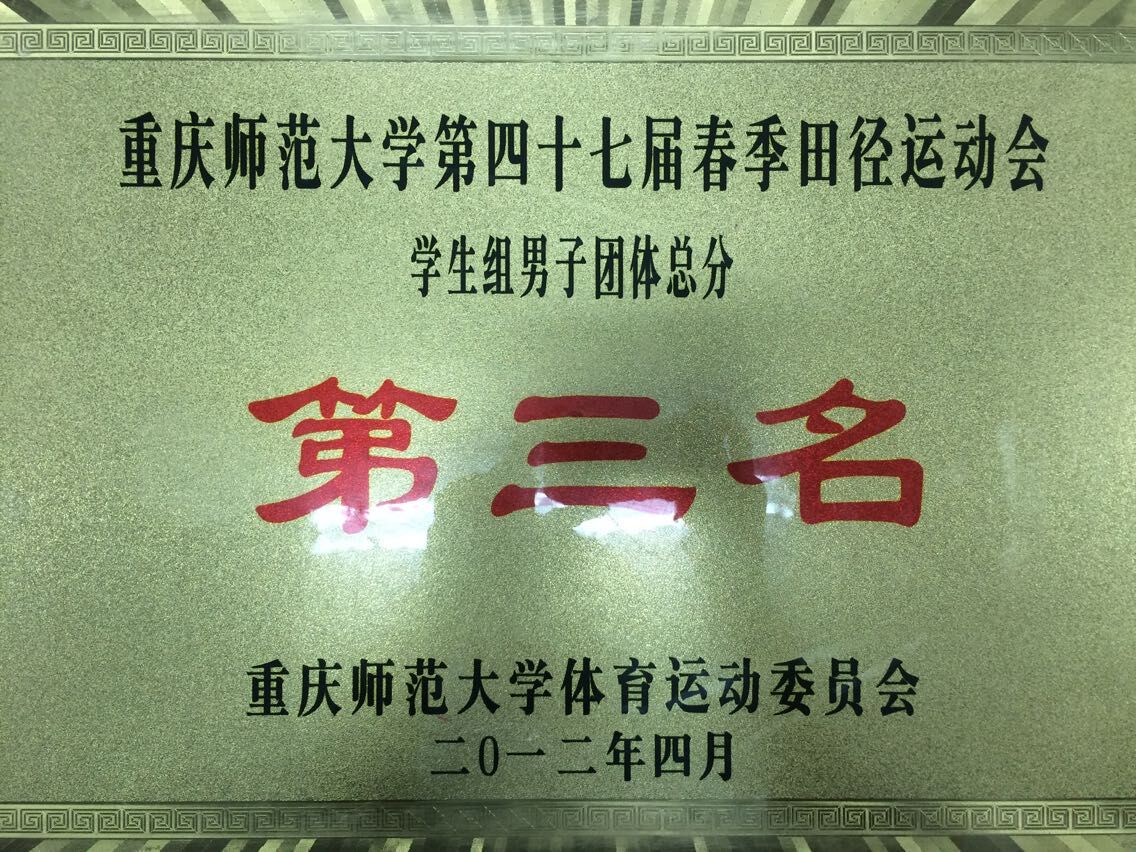 重庆师范大学第四十七届春季田径运动会
学生组男子团体总分
第三名
重庆师范大学体育运动委员会
二0一二年四月